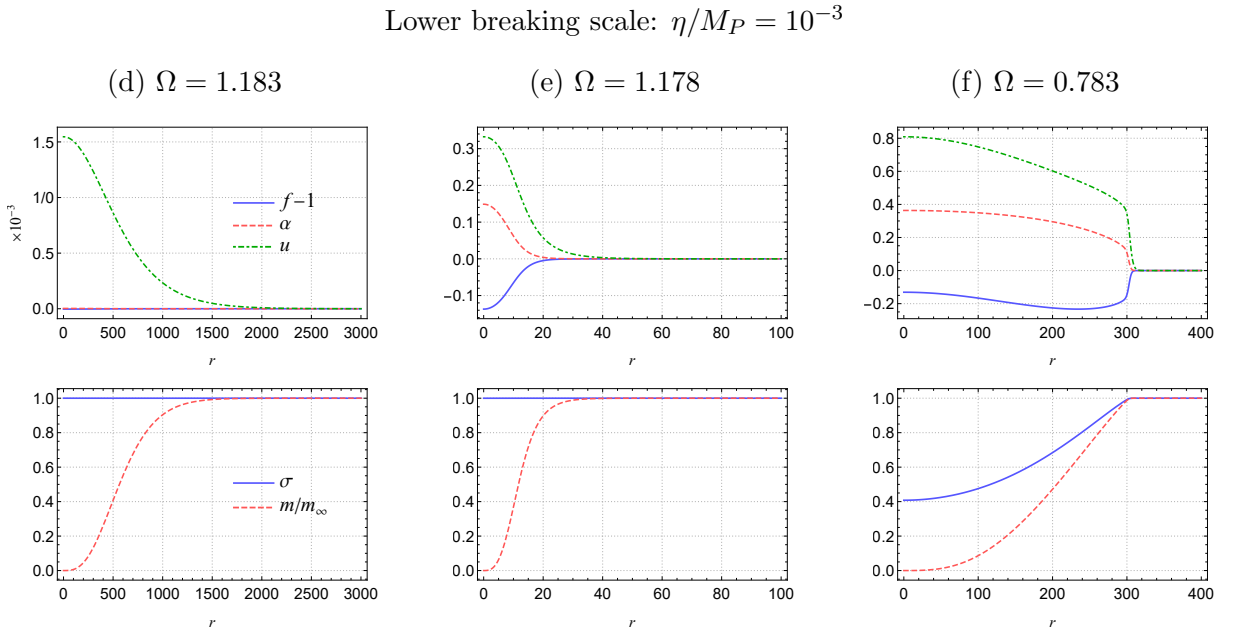 Lower breaking scale: η/M_P = 10^{-3}
(d) Ω = 1.183
(e) Ω = 1.178
(f) Ω = 0.783
×10^{-3}
1.5
1/0
0.5
0.0
f−1
α
u
0 500 1000 1500 2000 2500 3000
r
0.3
0.2
0.1
0.0
−0.1
0 20 40 60 80 100
r
0.8
0.6
0.4
0.2
0.0
−0.2
0 100 200 300 400
r
1.0
0.8
0.6
0.4
0.2
0.0
σ
m/m_∞
0 500 1000 1500 2000 2500 3000
r
1.0
0.8
0.6
0.4
0.2
0.0
0 20 40 60 80 100
r
1.0
0.8
0.6
0.4
0.2
0.0
0 100 200 300 400
r